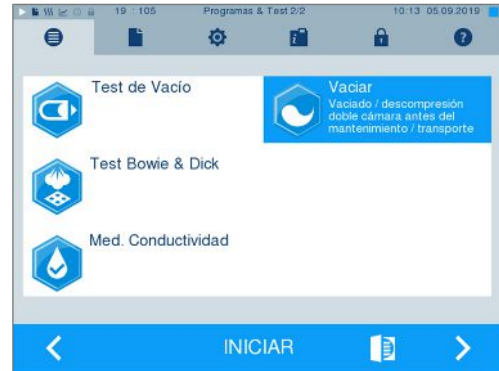 19 : 105
Programas & Test 2/2
10:13 05.09.2019
Test de Vacío
Vaciar
Vaciado / descompresión
doble cámara antes del
mantenimiento / transporte
Test Bowie & Dick
Med. Conductividad
INICIAR